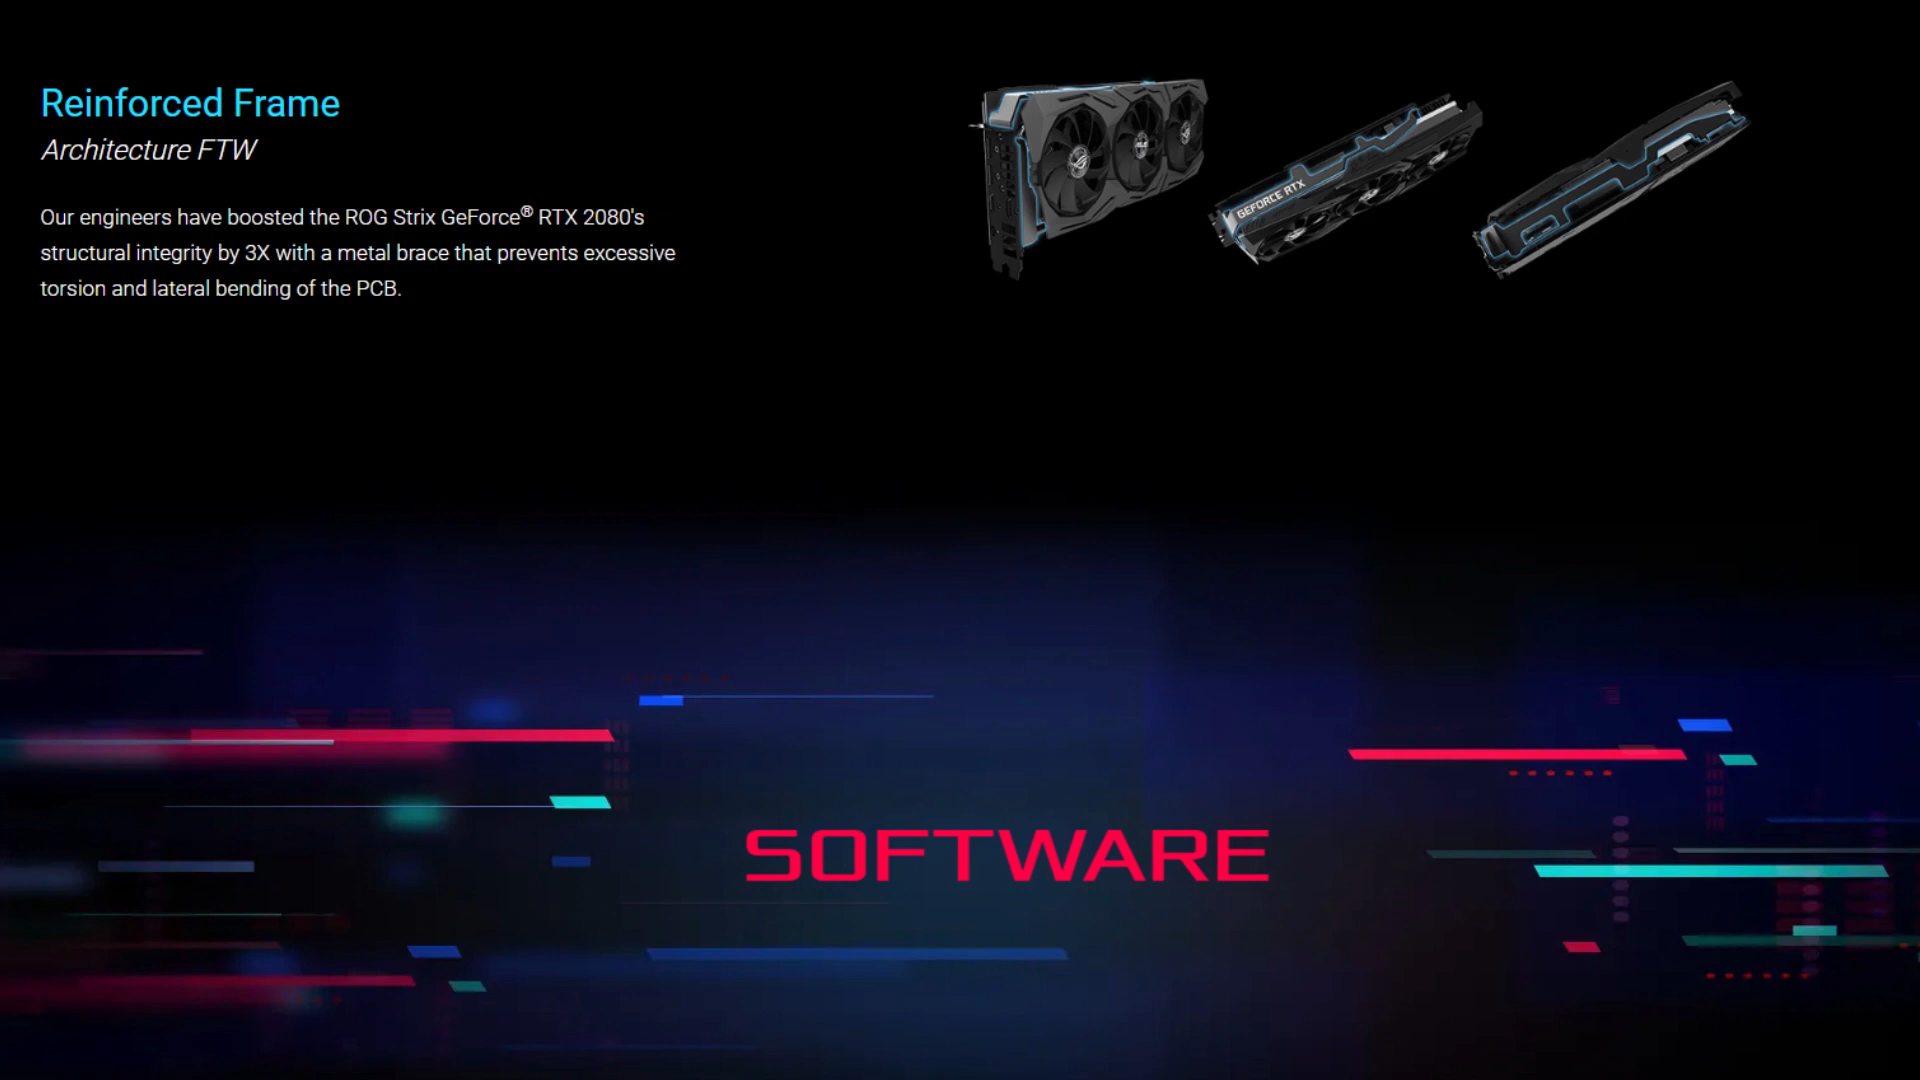 Reinforced Frame
Architecture FTW
Our engineers have boosted the ROG Strix GeForce® RTX 2080's
structural integrity by 3X with a metal brace that prevents excessive
torsion and lateral bending of the PCB.
GEFORCE RTX
SOFTWARE